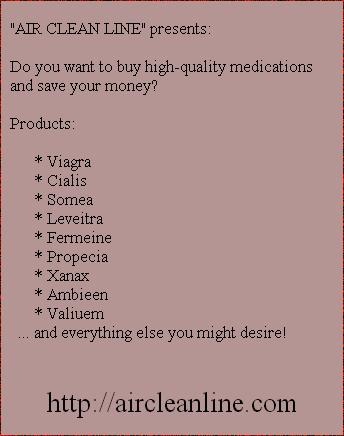 "AIR CLEAN LINE" presents:
Do you want to buy high-quality medications
and save your money?
Products:
* Viagra
* Cialis
* Somea
* Leveitra
* Fermeine
* Propecia
* Xanax
* Ambieen
* Valiuem
... and everything else you might desire!
http://aircleanline.com